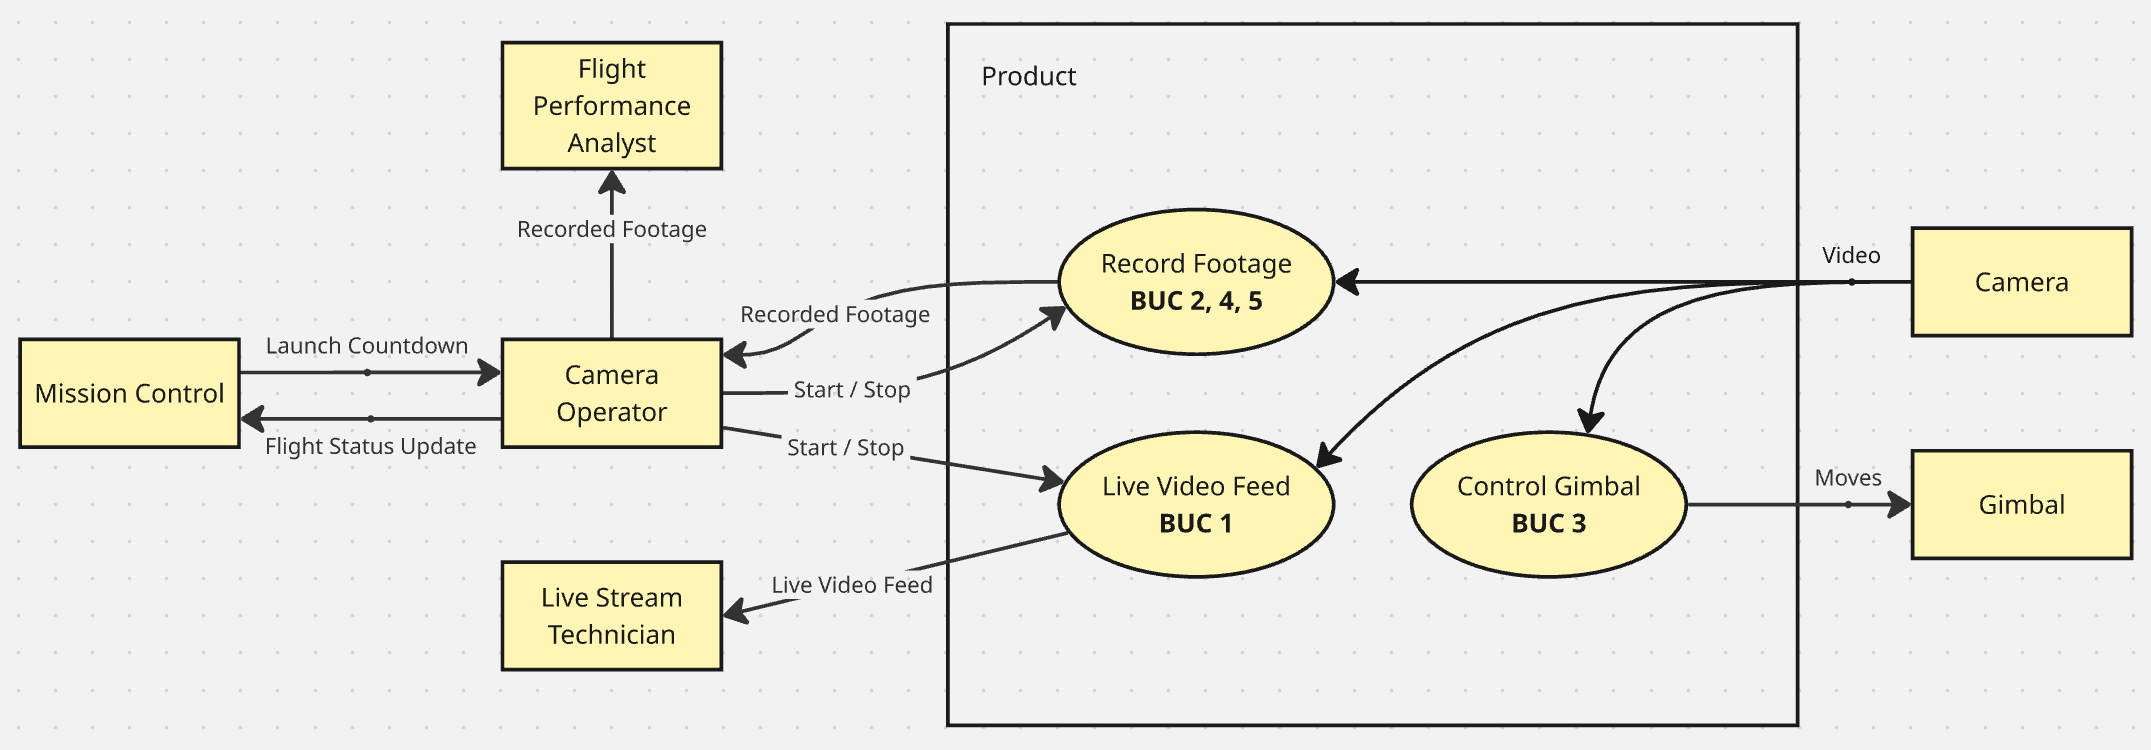 Flight
Performance
Analyst
Product
Recorded Footage
Video
Record Footage
BUC 2, 4, 5
Camera
Recorded Footage
Launch Countdown
Mission Control
Camera
Operator
Start / Stop
Flight Status Update
Start / Stop
Live Video Feed
BUC 1
Control Gimbal
BUC 3
Moves
Gimbal
Live Video Feed
Live Stream
Technician